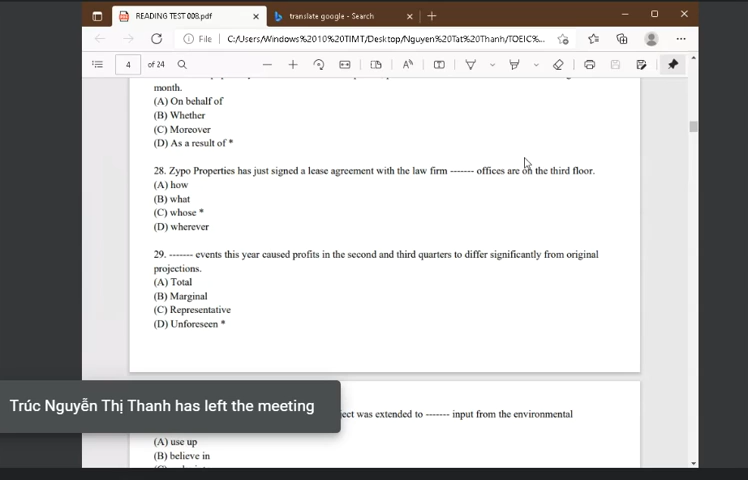 READING TEST 008.pdf
translate google - Search
File
C:/Users/Windows%2010%20TIMT/Desktop/Nguyen%20Tat%20Thanh/TOEIC%...
4 of 24
month.
(A) On behalf of
(B) Whether
(C) Moreover
(D) As a result of *
28. Zypo Properties has just signed a lease agreement with the law firm ------- offices are on the third floor.
(A) how
(B) what
(C) whose *
(D) wherever
29. ------- events this year caused profits in the second and third quarters to differ significantly from original
projections.
(A) Total
(B) Marginal
(C) Representative
(D) Unforeseen *
Trúc Nguyễn Thị Thanh has left the meeting
ject was extended to ------- input from the environmental
(A) use up
(B) believe in